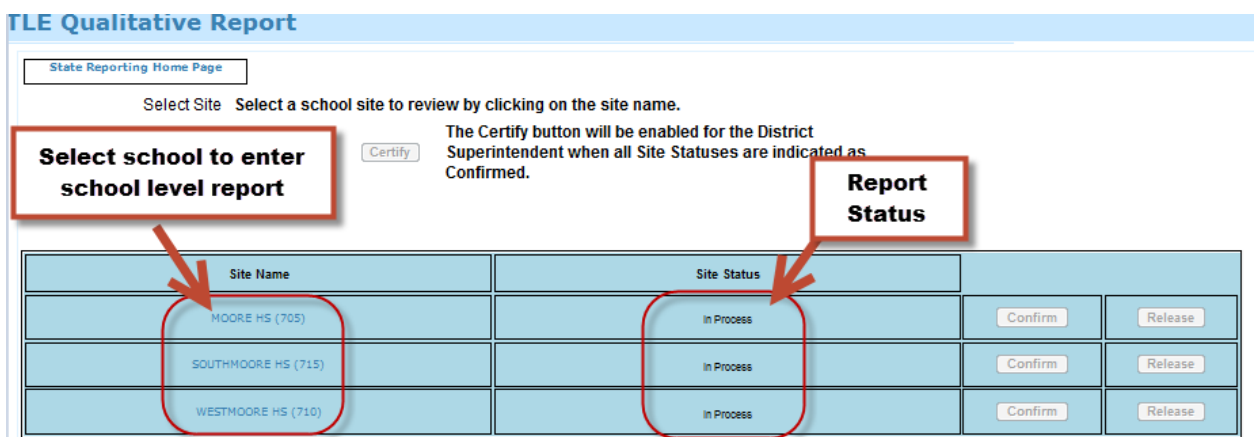 TLE Qualitative Report
State Reporting Home Page
Select Site Select a school site to review by clicking on the site name.
Select school to enter
school level report
Certify
The Certify button will be enabled for the District
Superintendent when all Site Statuses are indicated as
Confirmed.
Report
Status
Site Name Site Status
MOORE HS (705) In Process Confirm Release
SOUTHMOORE HS (715) In Process Confirm Release
WESTMOORE HS (710) In Process Confirm Release